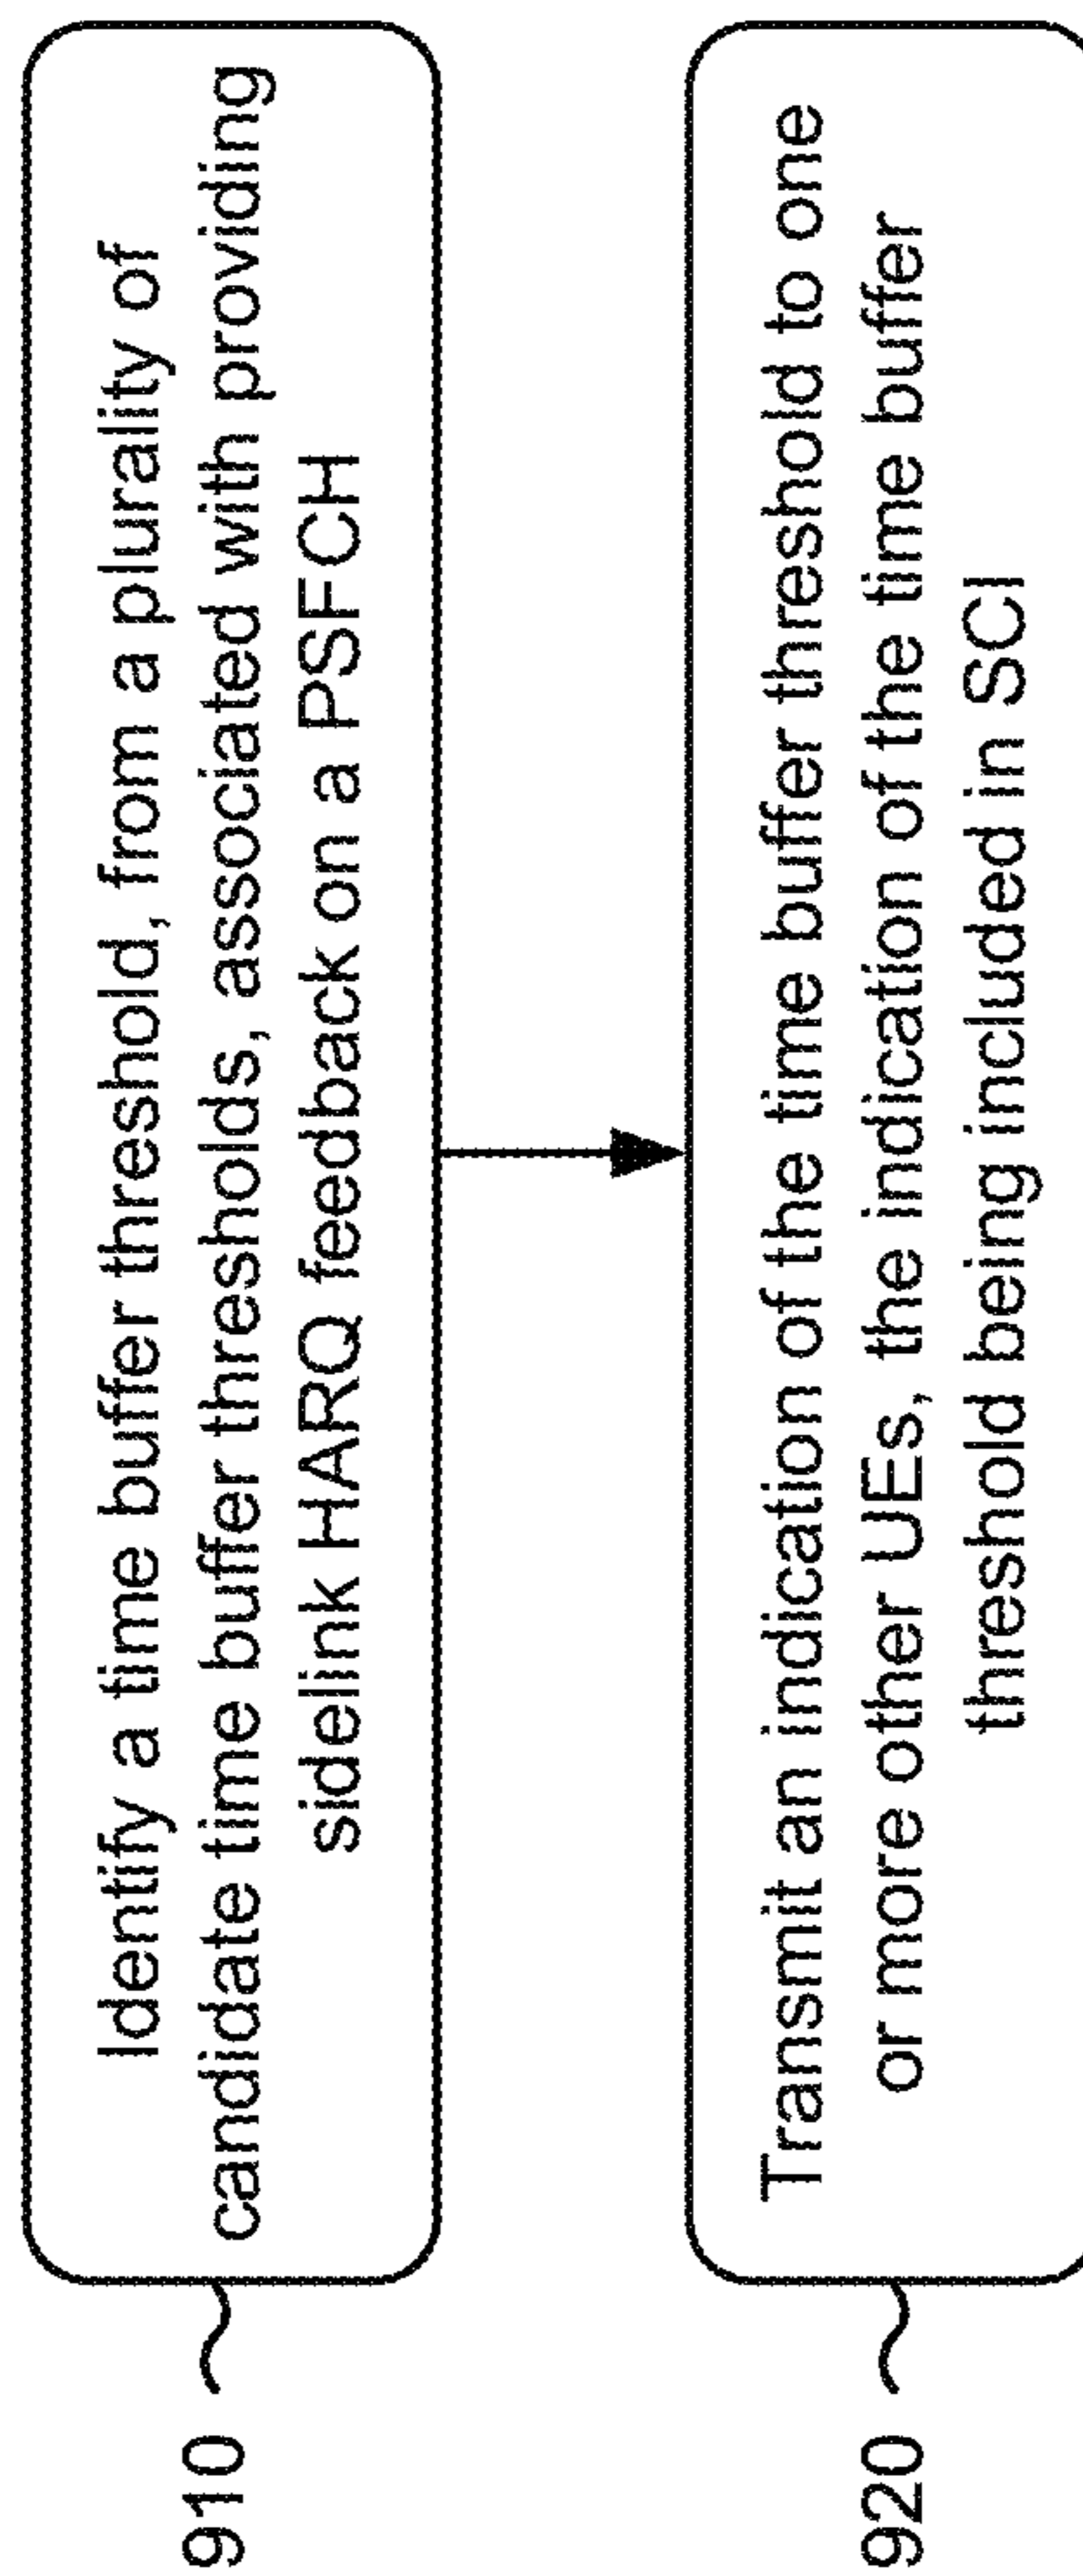 910
Identify a time buffer threshold, from a plurality of
candidate time buffer thresholds, associated with providing
sidelink HARQ feedback on a PSFCH
920
Transmit an indication of the time buffer threshold to one
or more other UEs, the indication of the time buffer
threshold being included in SCI